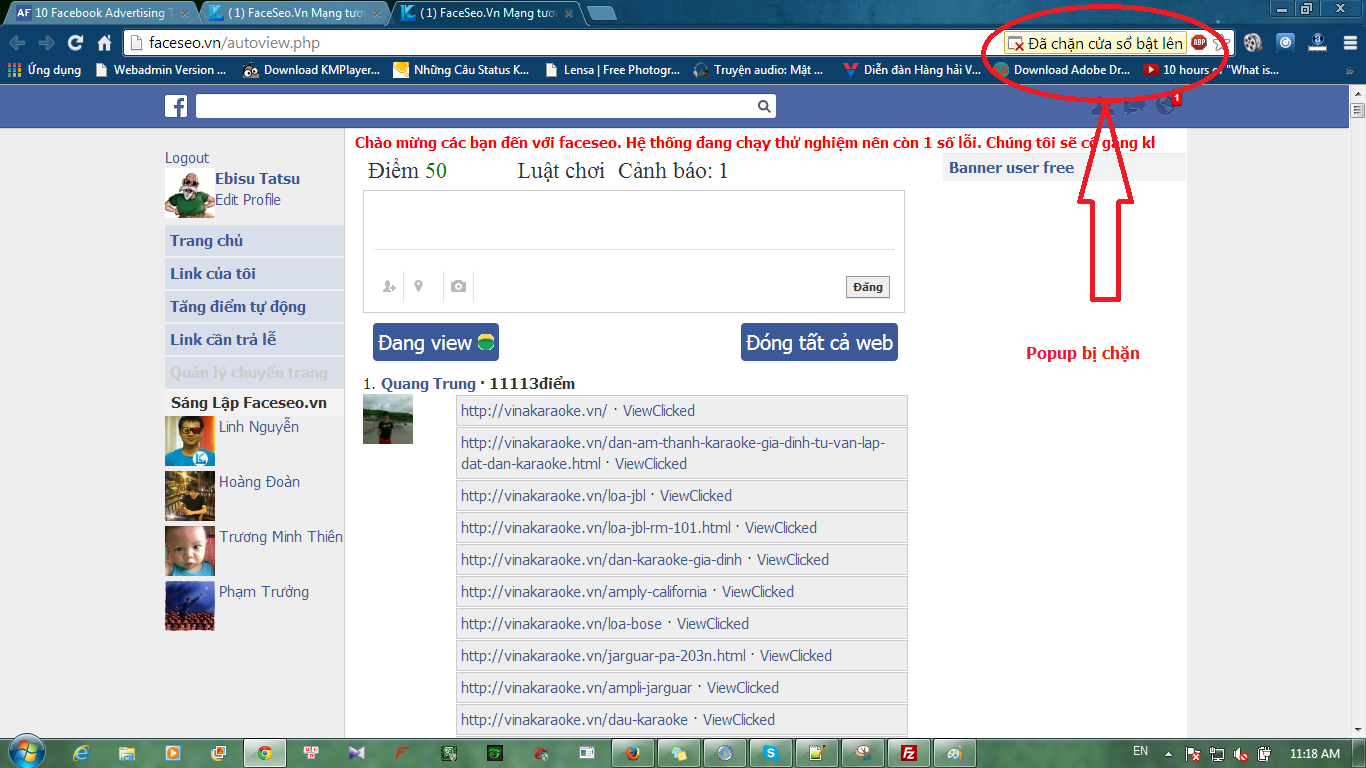 10 Facebook Advertising T
(1) FaceSeo.Vn Mạng tươn
(1) FaceSeo.Vn Mạng tươn
faceseo.vn/autoview.php
Đã chặn cửa sổ bật lên
ABP
Ứng dụng
Webadmin Version ...
Download KMPlayer...
Những Câu Status K...
Lensa | Free Photogr...
Truyện audio: Mật ...
Diễn đàn Hàng hải V...
Download Adobe Dr...
10 hours of "What is...
1
Chào mừng các bạn đến với faceseo. Hệ thống đang chạy thử nghiệm nên còn 1 số lỗi. Chúng tôi sẽ cố gắng kl
Logout
Ebisu Tatsu
Edit Profile
Trang chủ
Link của tôi
Tăng điểm tự động
Link cần trả lễ
Quản lý chuyển trang
Sáng Lập Faceseo.vn
Linh Nguyễn
Hoàng Đoàn
Trương Minh Thiên
Phạm Trưởng
Điểm 50 Luật chơi Cảnh báo: 1
Đăng
Đang view
Đóng tất cả web
1. Quang Trung · 11113điểm
http://vinakaraoke.vn/ · ViewClicked
http://vinakaraoke.vn/dan-am-thanh-karaoke-gia-dinh-tu-van-lap-
dat-dan-karaoke.html · ViewClicked
http://vinakaraoke.vn/loa-jbl · ViewClicked
http://vinakaraoke.vn/loa-jbl-rm-101.html · ViewClicked
http://vinakaraoke.vn/dan-karaoke-gia-dinh · ViewClicked
http://vinakaraoke.vn/amply-california · ViewClicked
http://vinakaraoke.vn/loa-bose · ViewClicked
http://vinakaraoke.vn/jarguar-pa-203n.html · ViewClicked
http://vinakaraoke.vn/ampli-jarguar · ViewClicked
http://vinakaraoke.vn/dau-karaoke · ViewClicked
Banner user free
Popup bị chặn
EN
11:18 AM